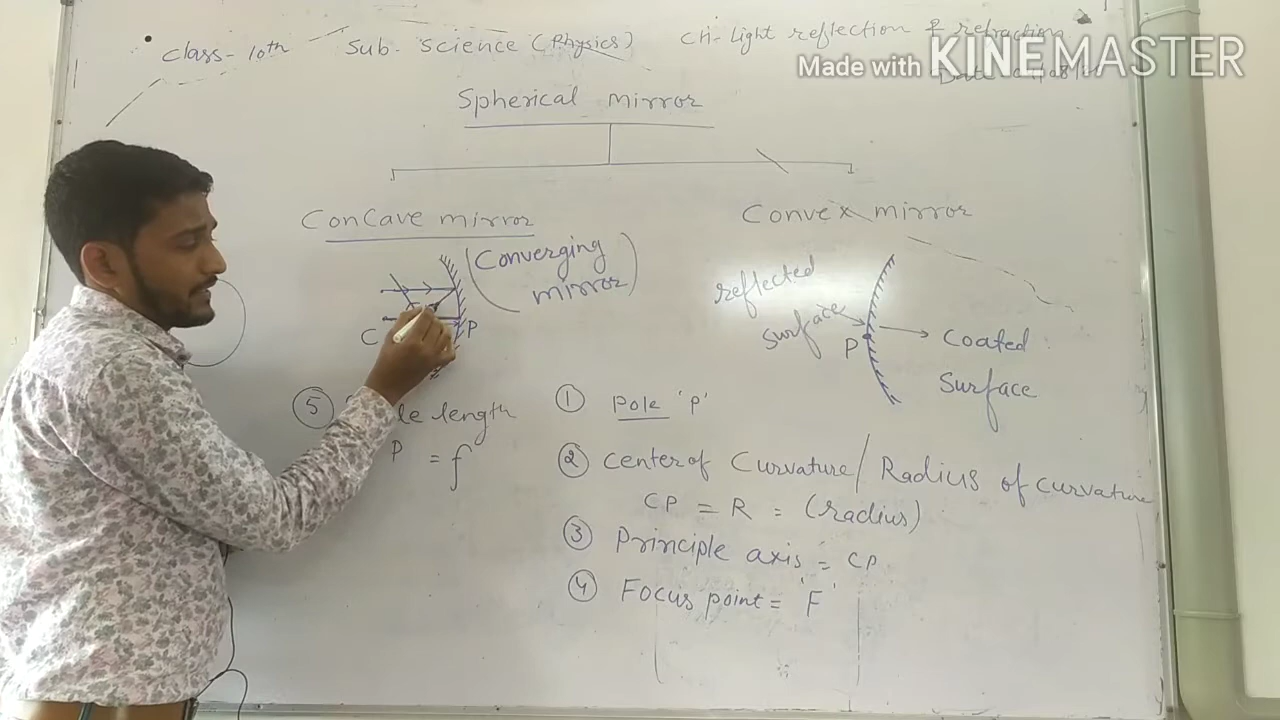 Class-10th Sub- Science (Physics) CH- Light reflection & refraction
Made with KINEMASTER
Date
Spherical mirror
Concave mirror
Convex mirror
(Converging
mirror)
reflected
surface
C
P
P
Coated
Surface
⑤ length
P = f
① Pole 'P'
② Center of Curvature/Radius of curvature
CP = R = (radius)
③ Principle axis = CP
④ Focus point = 'F'